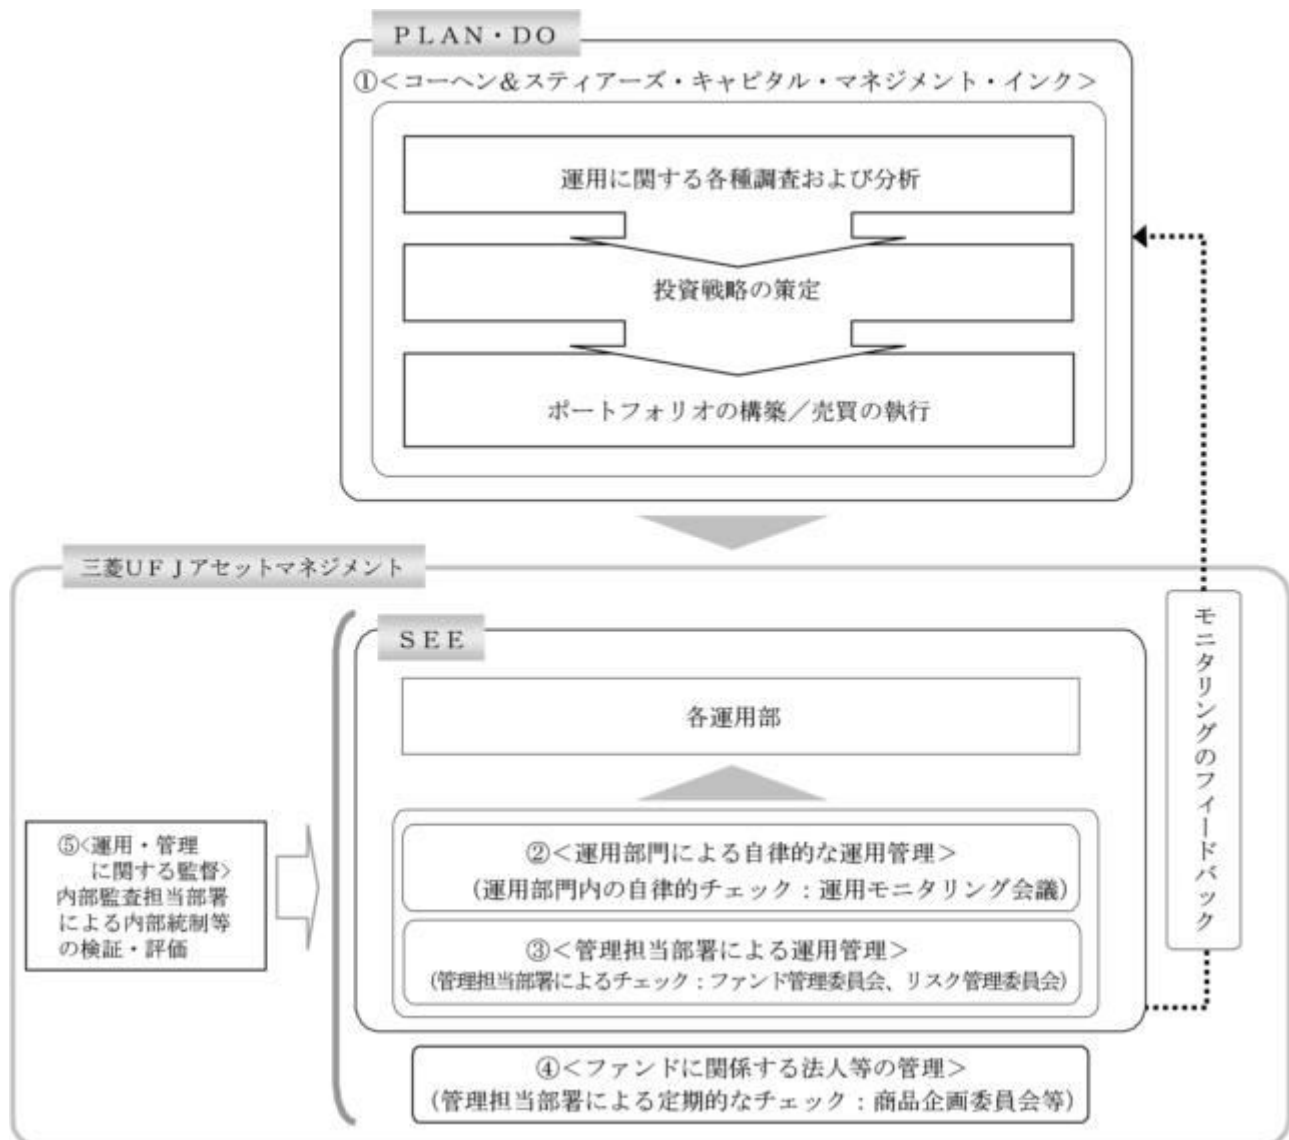 ＰＬＡＮ・ＤＯ
①＜コーヘン＆スティアーズ・キャピタル・マネジメント・インク＞
運用に関する各種調査および分析
投資戦略の策定
ポートフォリオの構築／売買の執行
三菱ＵＦＪアセットマネジメント
ＳＥＥ
各運用部
②＜運用部門による自律的な運用管理＞
（運用部門内の自律的チェック：運用モニタリング会議）
③＜管理担当部署による運用管理＞
（管理担当部署によるチェック：ファンド管理委員会、リスク管理委員会）
④＜ファンドに関係する法人等の管理＞
（管理担当部署による定期的なチェック：商品企画委員会等）
⑤＜運用・管理
に関する監督＞
内部監査担当部署
による内部統制等
の検証・評価
モニタリングのフィードバック